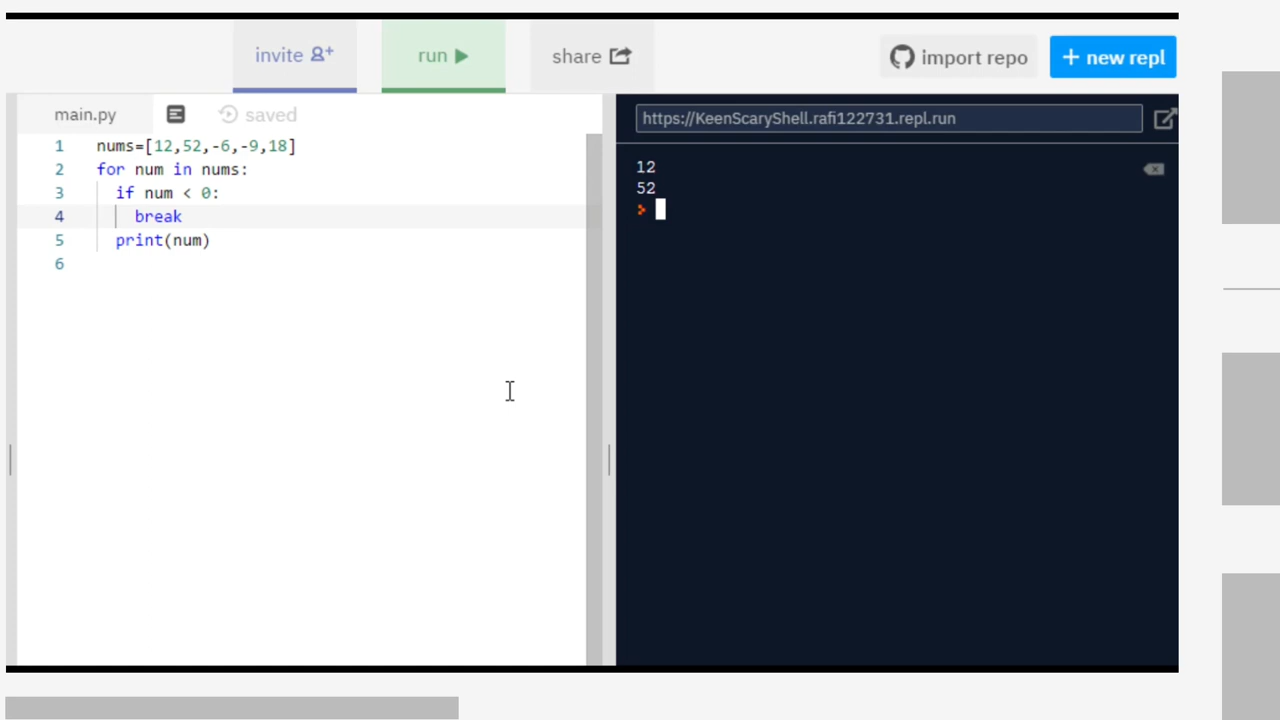 invite
run
share
import repo
+ new repl
main.py
saved
https://KeenScaryShell.rafi122731.repl.run
1 nums=[12,52,-6,-9,18]
2 for num in nums:
3 if num < 0:
4 break
5 print(num)
6
12
52
>